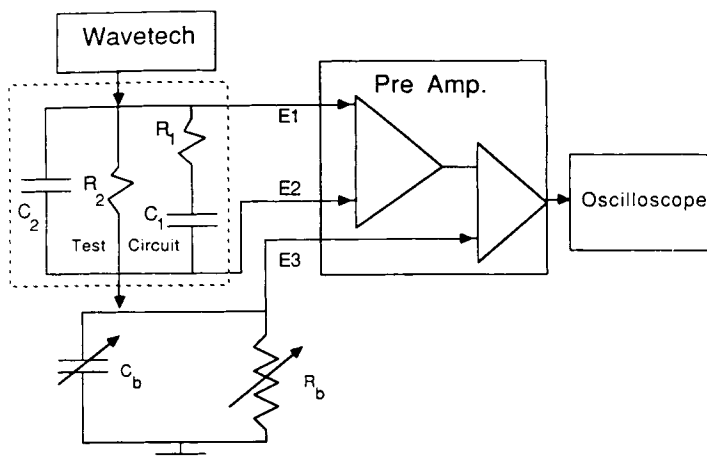 Wavetech
Pre Amp.
E1
R1
R2
E2
C2
C1
Oscilloscope
Test Circuit
E3
Cb
Rb